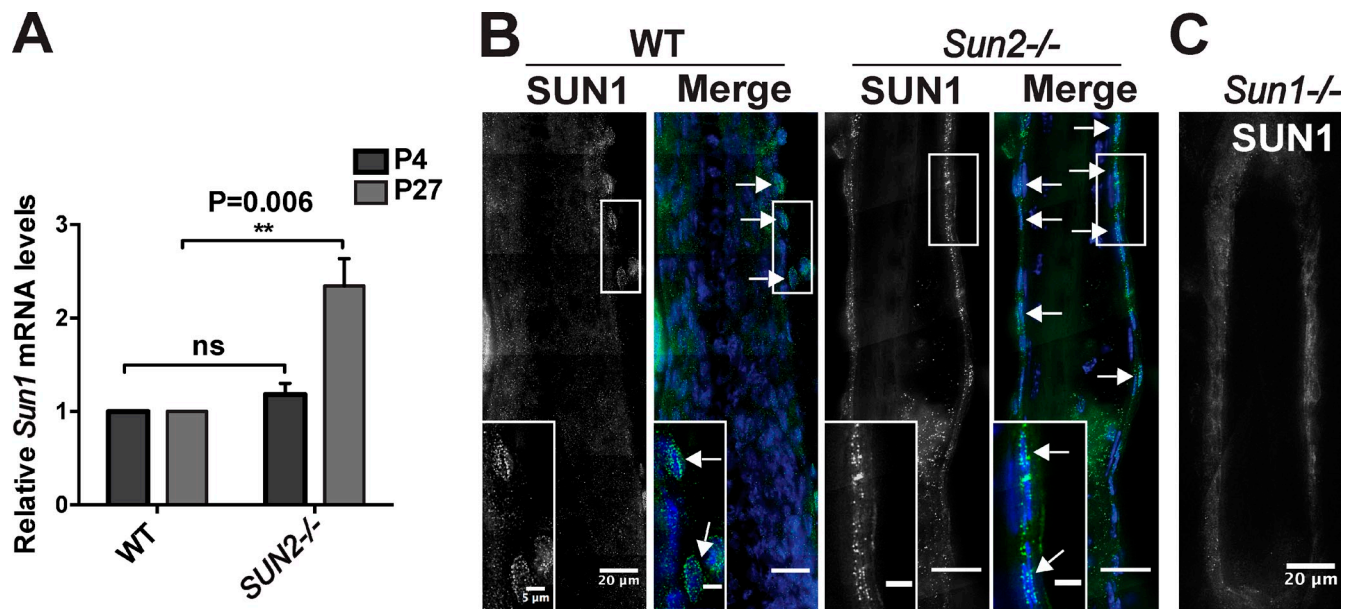 A
Relative Sun1 mRNA levels
3
2
1
0
P4
P27
P=0.006
**
ns
WT
SUN2-/-
B
WT
Sun2-/-
SUN1
Merge
SUN1
Merge
5 µm
20 µm
C
Sun1-/-
SUN1
20 µm